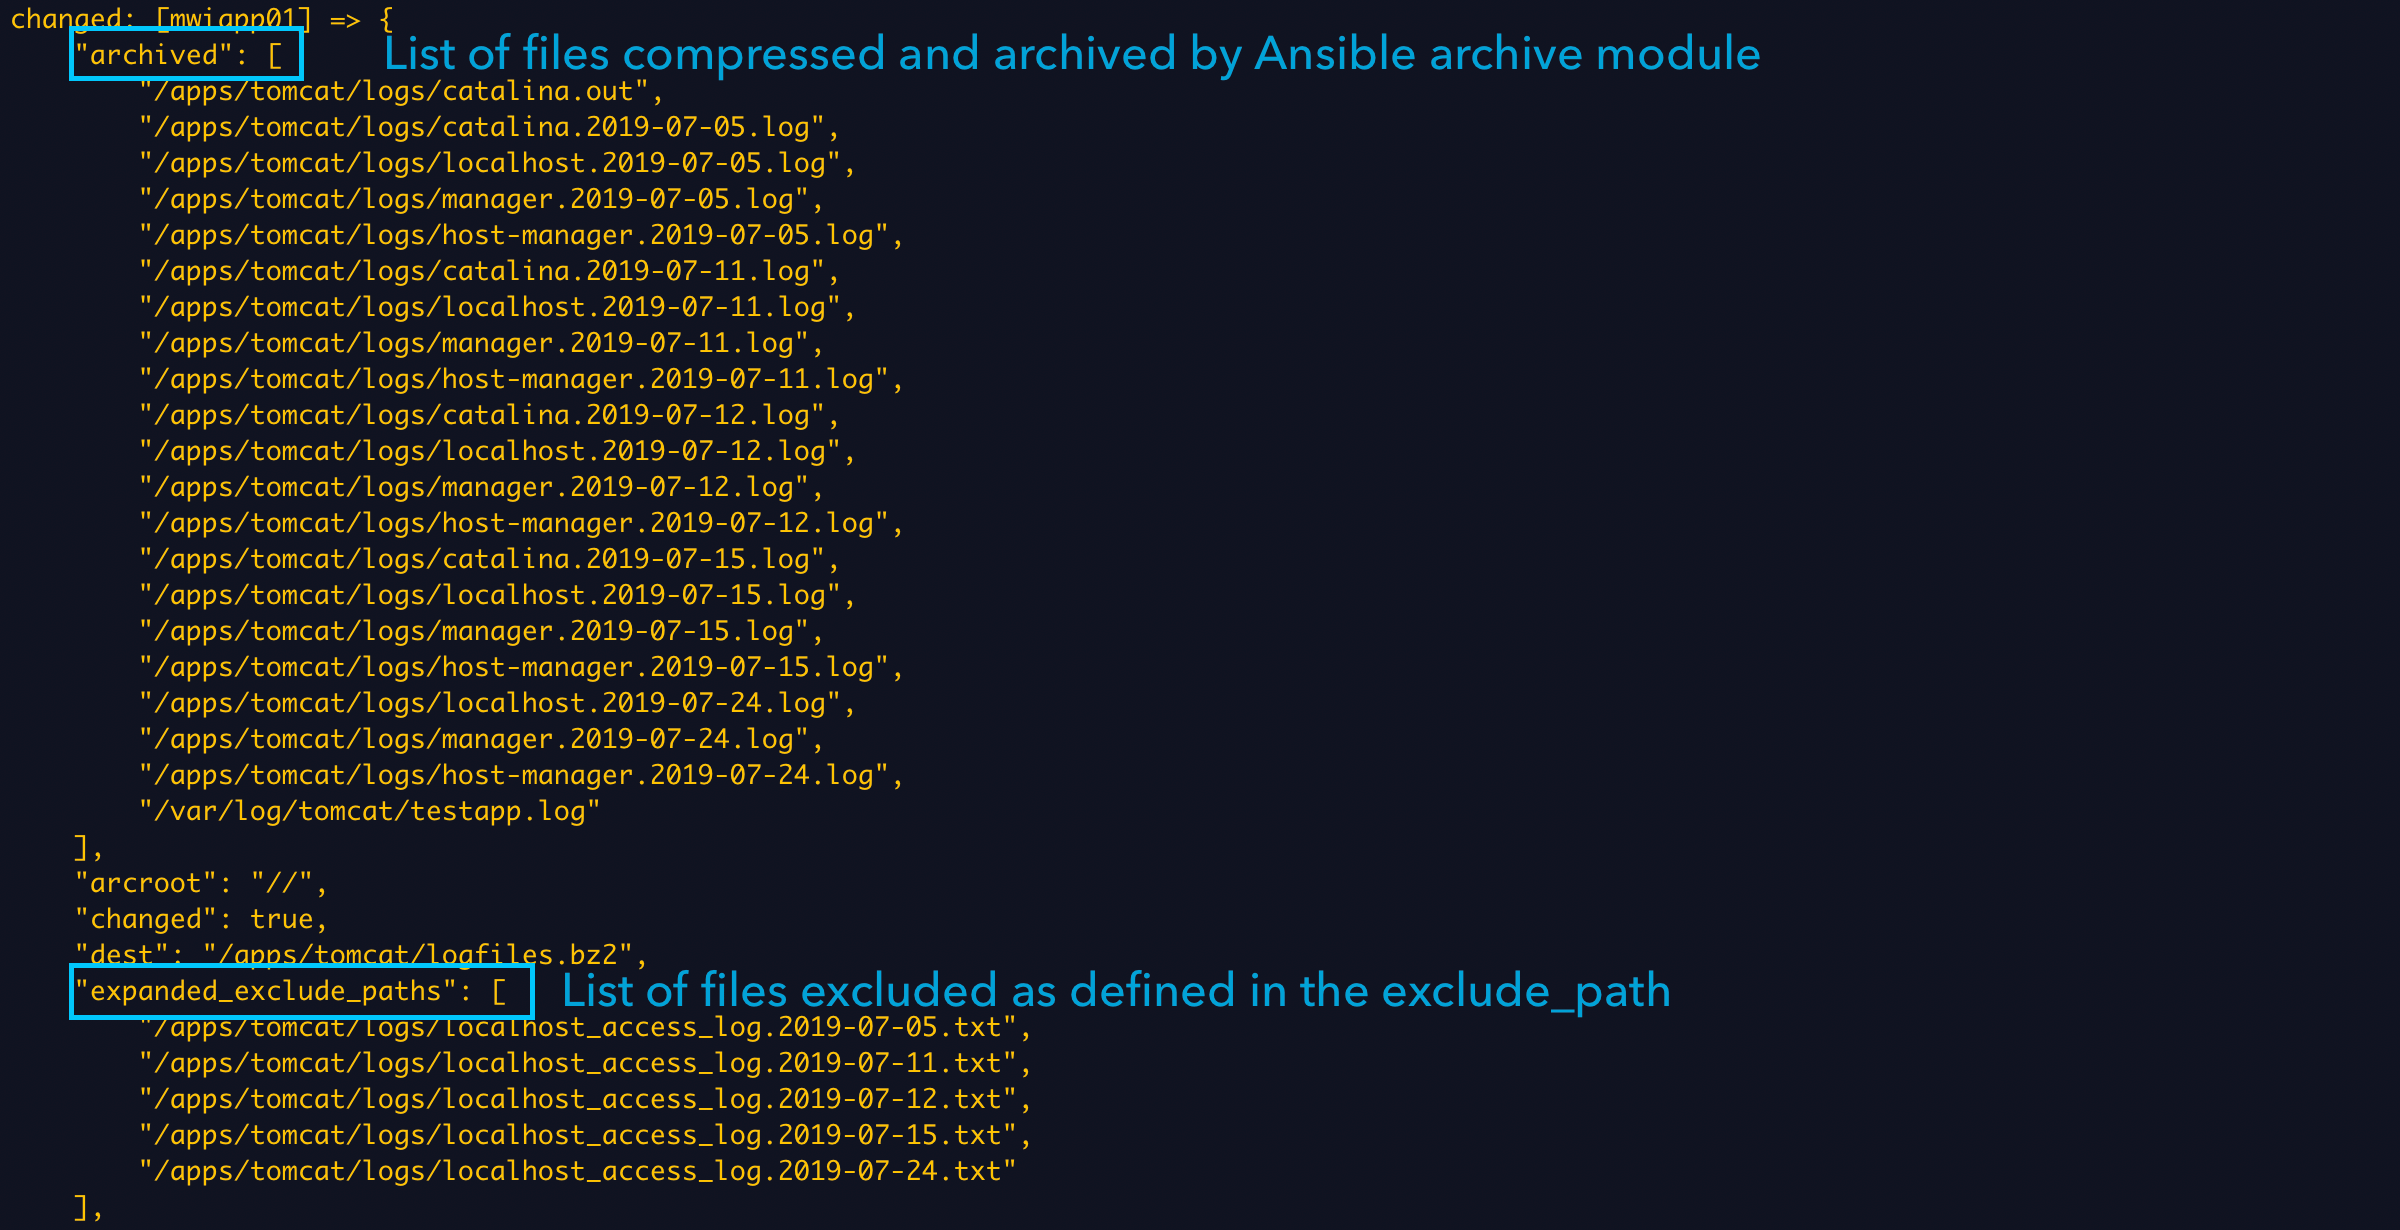 changed: [mwiapp01] => {
"archived": [ List of files compressed and archived by Ansible archive module
"/apps/tomcat/logs/catalina.out",
"/apps/tomcat/logs/catalina.2019-07-05.log",
"/apps/tomcat/logs/localhost.2019-07-05.log",
"/apps/tomcat/logs/manager.2019-07-05.log",
"/apps/tomcat/logs/host-manager.2019-07-05.log",
"/apps/tomcat/logs/catalina.2019-07-11.log",
"/apps/tomcat/logs/localhost.2019-07-11.log",
"/apps/tomcat/logs/manager.2019-07-11.log",
"/apps/tomcat/logs/host-manager.2019-07-11.log",
"/apps/tomcat/logs/catalina.2019-07-12.log",
"/apps/tomcat/logs/localhost.2019-07-12.log",
"/apps/tomcat/logs/manager.2019-07-12.log",
"/apps/tomcat/logs/host-manager.2019-07-12.log",
"/apps/tomcat/logs/catalina.2019-07-15.log",
"/apps/tomcat/logs/localhost.2019-07-15.log",
"/apps/tomcat/logs/manager.2019-07-15.log",
"/apps/tomcat/logs/host-manager.2019-07-15.log",
"/apps/tomcat/logs/localhost.2019-07-24.log",
"/apps/tomcat/logs/manager.2019-07-24.log",
"/apps/tomcat/logs/host-manager.2019-07-24.log",
"/var/log/tomcat/testapp.log"
],
"arcroot": "//",
"changed": true,
"dest": "/apps/tomcat/logfiles.bz2",
"expanded_exclude_paths": [ List of files excluded as defined in the exclude_path
"/apps/tomcat/logs/localhost_access_log.2019-07-05.txt",
"/apps/tomcat/logs/localhost_access_log.2019-07-11.txt",
"/apps/tomcat/logs/localhost_access_log.2019-07-12.txt",
"/apps/tomcat/logs/localhost_access_log.2019-07-15.txt",
"/apps/tomcat/logs/localhost_access_log.2019-07-24.txt"
],